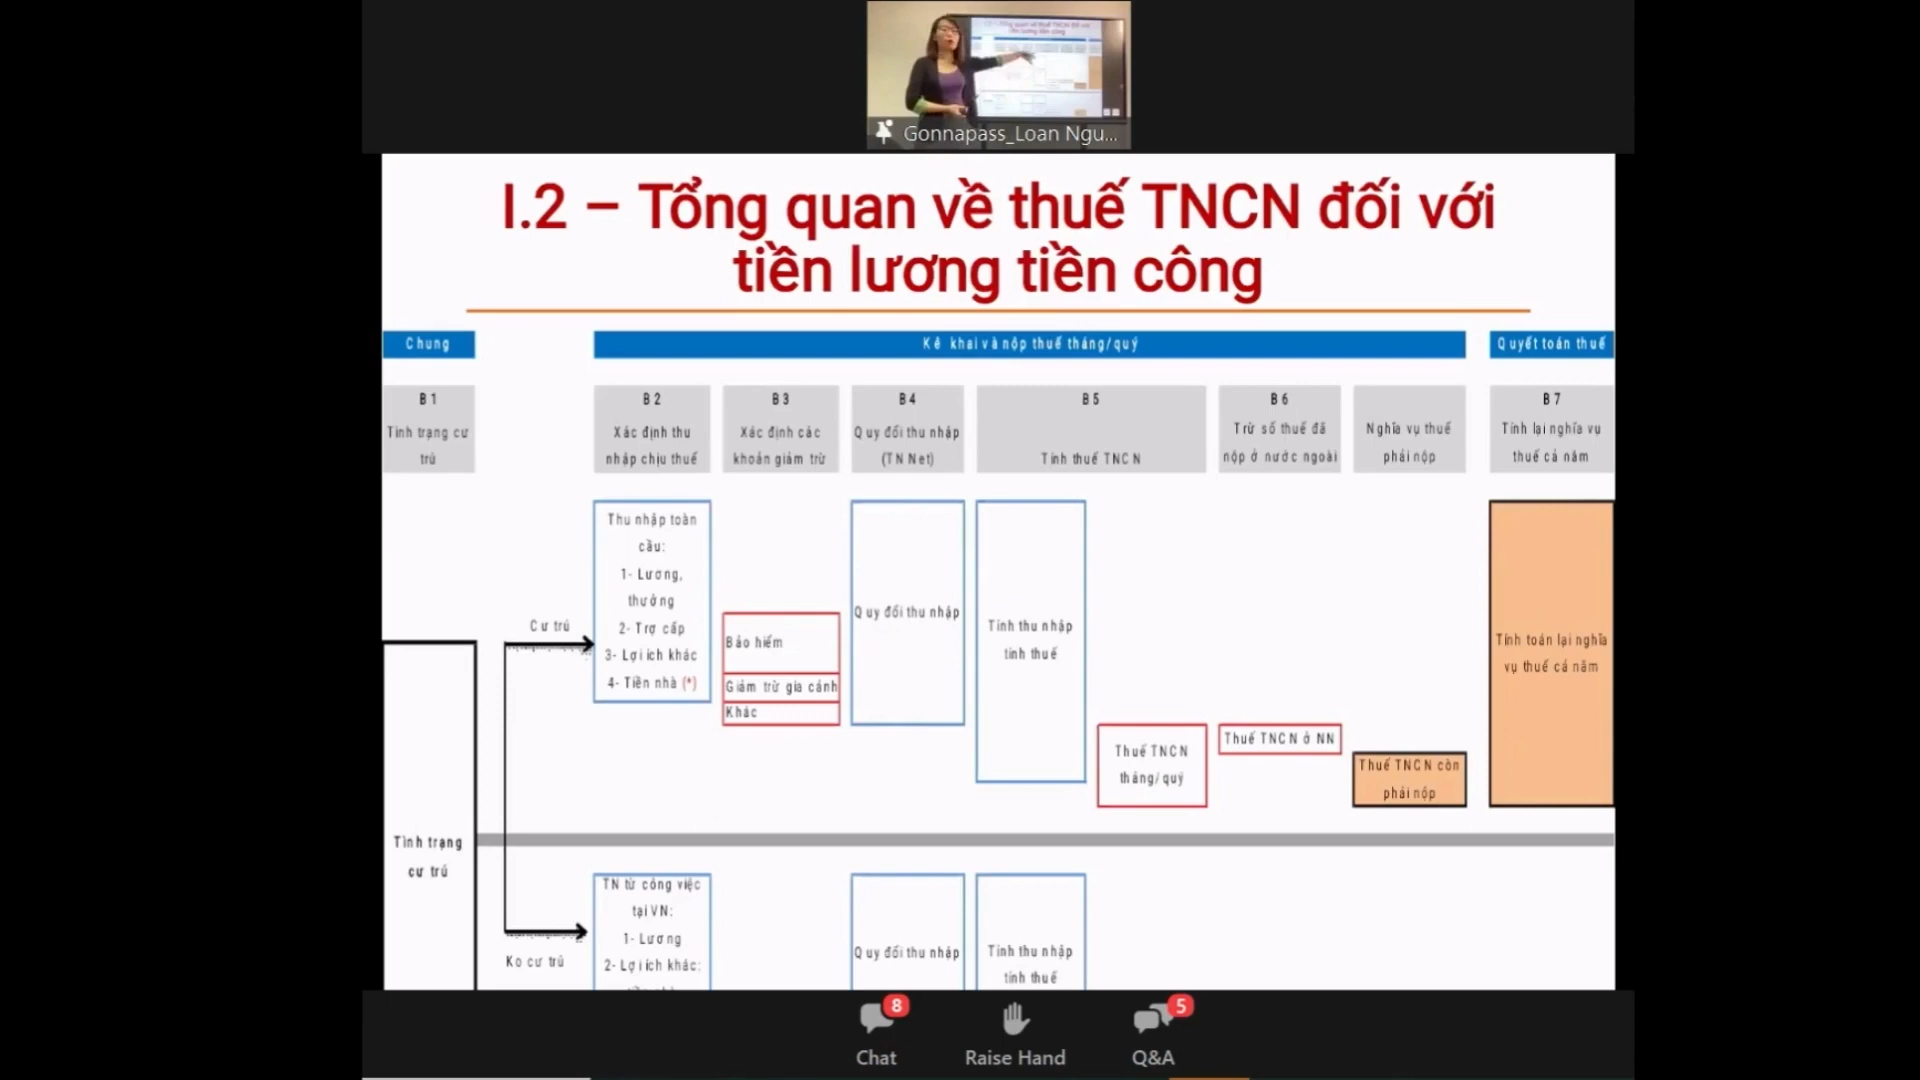 Gonnapass_Loan Ngu...
I.2 – Tổng quan về thuế TNCN đối với
tiền lương tiền công
Chung
Kê khai và nộp thuế tháng/quý
Quyết toán thuế
B1
Tình trạng cư
trú
B2
Xác định thu
nhập chịu thuế
B3
Xác định các
khoản giảm trừ
B4
Quy đổi thu nhập
(TN Net)
B5
Tính thuế TNCN
B6
Trừ số thuế đã
nộp ở nước ngoài
Nghĩa vụ thuế
phải nộp
B7
Tính lại nghĩa vụ
thuế cả năm
Cư trú
Thu nhập toàn
cầu:
1- Lương,
thưởng
2- Trợ cấp
3- Lợi ích khác
4- Tiền nhà (*)
Bảo hiểm
Giảm trừ gia cảnh
Khác
Quy đổi thu nhập
Tính thu nhập
tính thuế
Thuế TNCN
tháng/quý
Thuế TNCN ở NN
Thuế TNCN còn
phải nộp
Tính toán lại nghĩa
vụ thuế cả năm
Tình trạng
cư trú
Ko cư trú
TN từ công việc
tại VN:
1- Lương
2- Lợi ích khác:
Quy đổi thu nhập
Tính thu nhập
tính thuế
8
5
Chat
Raise Hand
Q&A